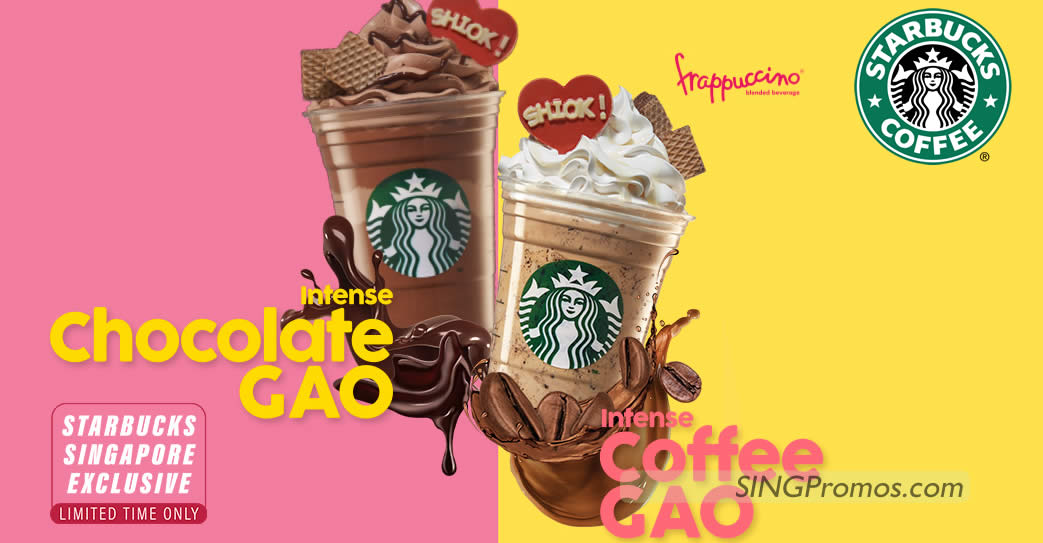 SHIOK!
SHIOK!
frappuccino®
blended beverage
STARBUCKS
COFFEE
®
Intense
Chocolate
GAO
STARBUCKS
SINGAPORE
EXCLUSIVE
LIMITED TIME ONLY
Intense
Coffee
GAO
SINGPromos.com